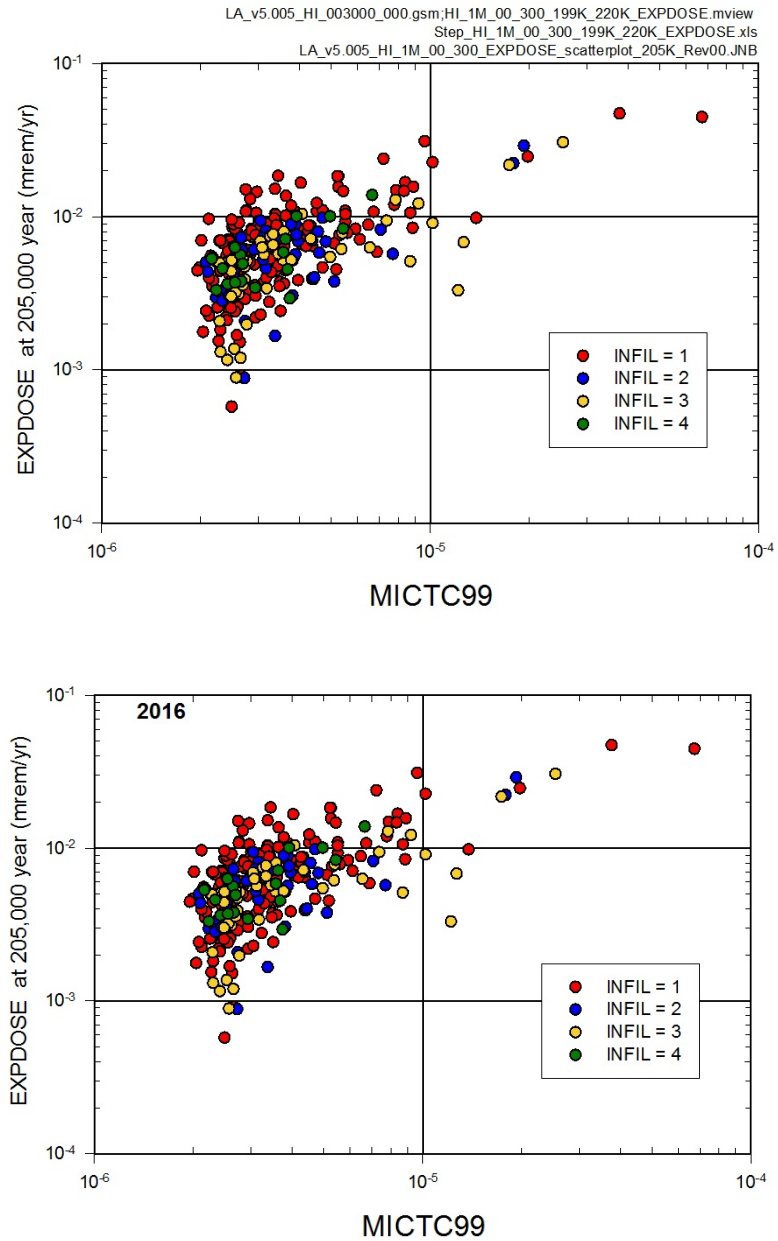 LA_v5.005_HI_003000_000.gsm;HI_1M_00_300_199K_220K_EXPDOSE.mview
Step_HI_1M_00_300_199K_220K_EXPDOSE.xls
LA_v5.005_HI_1M_00_300_EXPDOSE_scatterplot_205K_Rev00.JNB
10⁻¹
10⁻²
10⁻³
10⁻⁴
EXPDOSE at 205,000 year (mrem/yr)
INFIL = 1
INFIL = 2
INFIL = 3
INFIL = 4
10⁻⁶ 10⁻⁵ 10⁻⁴
MICTC99
2016
10⁻¹
10⁻²
10⁻³
10⁻⁴
EXPDOSE at 205,000 year (mrem/yr)
INFIL = 1
INFIL = 2
INFIL = 3
INFIL = 4
10⁻⁶ 10⁻⁵ 10⁻⁴
MICTC99